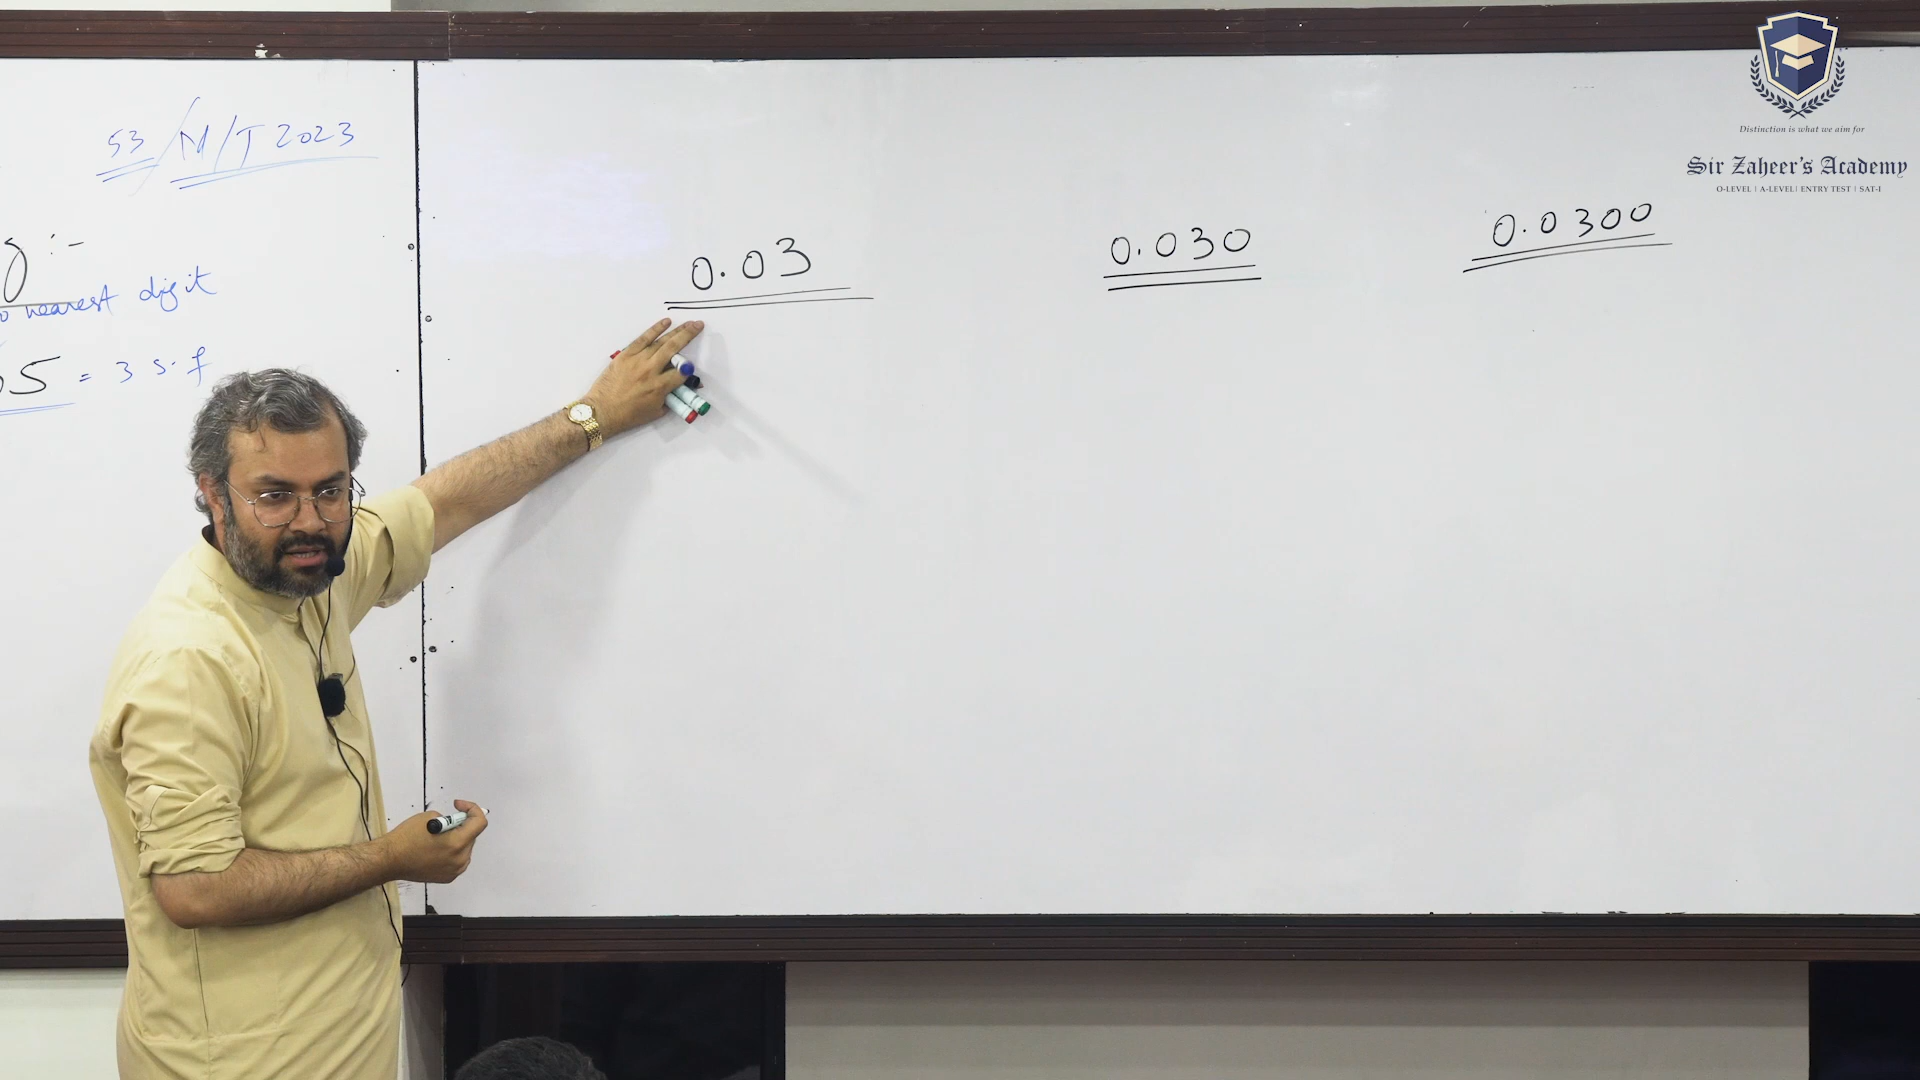 S3/M/T 2023
:-
nearest digit
5 = 3 s.f
0.03
0.030
0.0300
Distinction is what we aim for
Sir Zaheer's Academy
O-LEVEL | A-LEVEL | ENTRY TEST | SAT-I